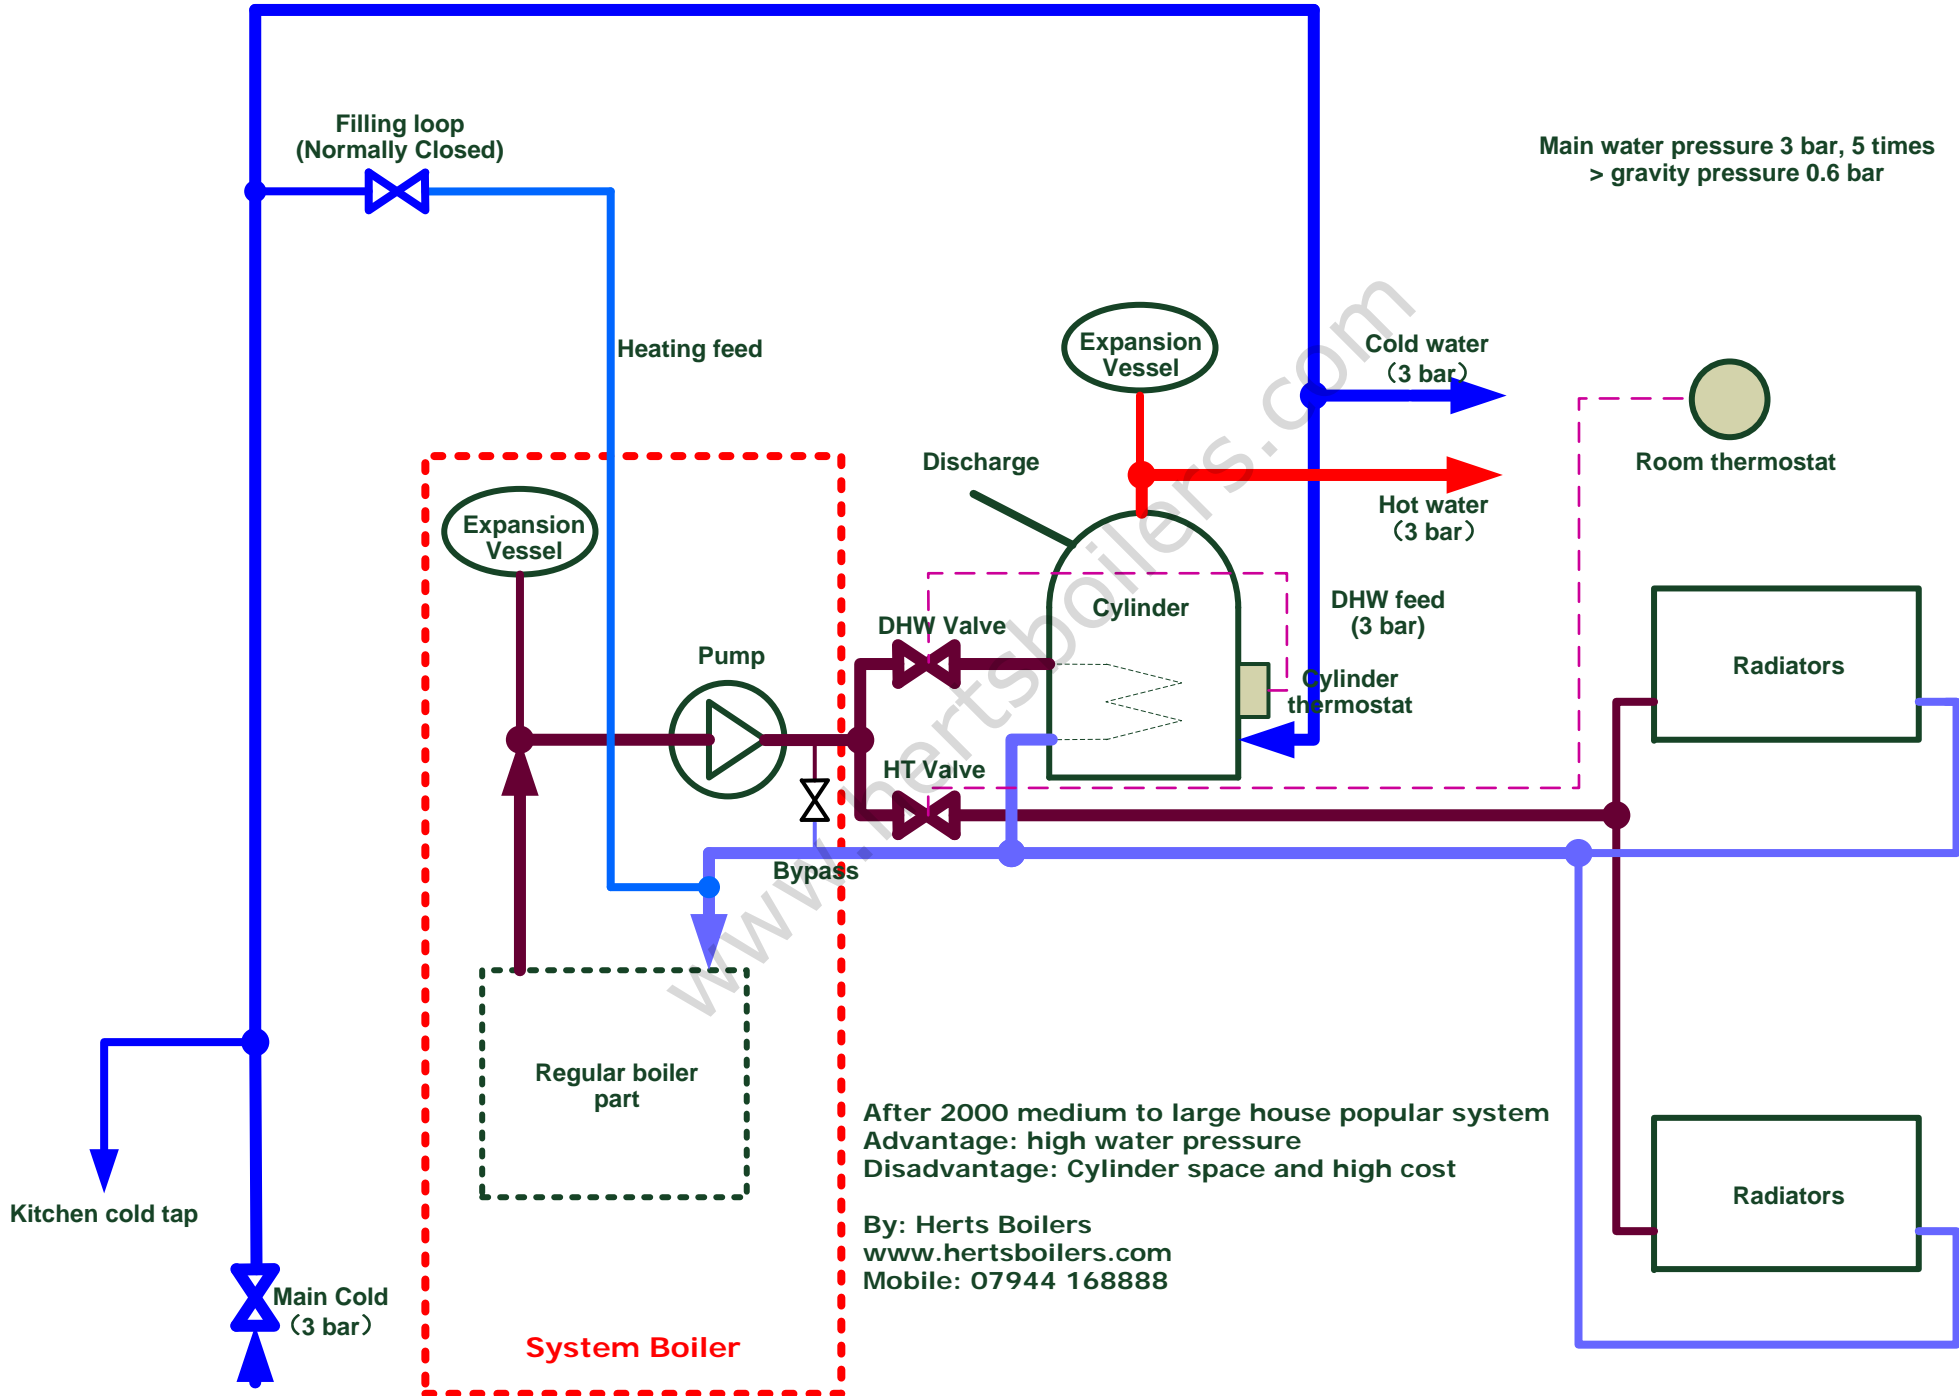 Filling loop
(Normally Closed)
Main water pressure 3 bar, 5 times
> gravity pressure 0.6 bar
Heating feed
Expansion
Vessel
Cold water
(3 bar)
Discharge
Room thermostat
Expansion
Vessel
Hot water
(3 bar)
Cylinder
DHW feed
(3 bar)
DHW Valve
Pump
Radiators
Cylinder
thermostat
HT Valve
Bypass
www.hertsboilers.com
Regular boiler
part
After 2000 medium to large house popular system
Advantage: high water pressure
Disadvantage: Cylinder space and high cost
Radiators
Kitchen cold tap
By: Herts Boilers
www.hertsboilers.com
Mobile: 07944 168888
Main Cold
(3 bar)
System Boiler